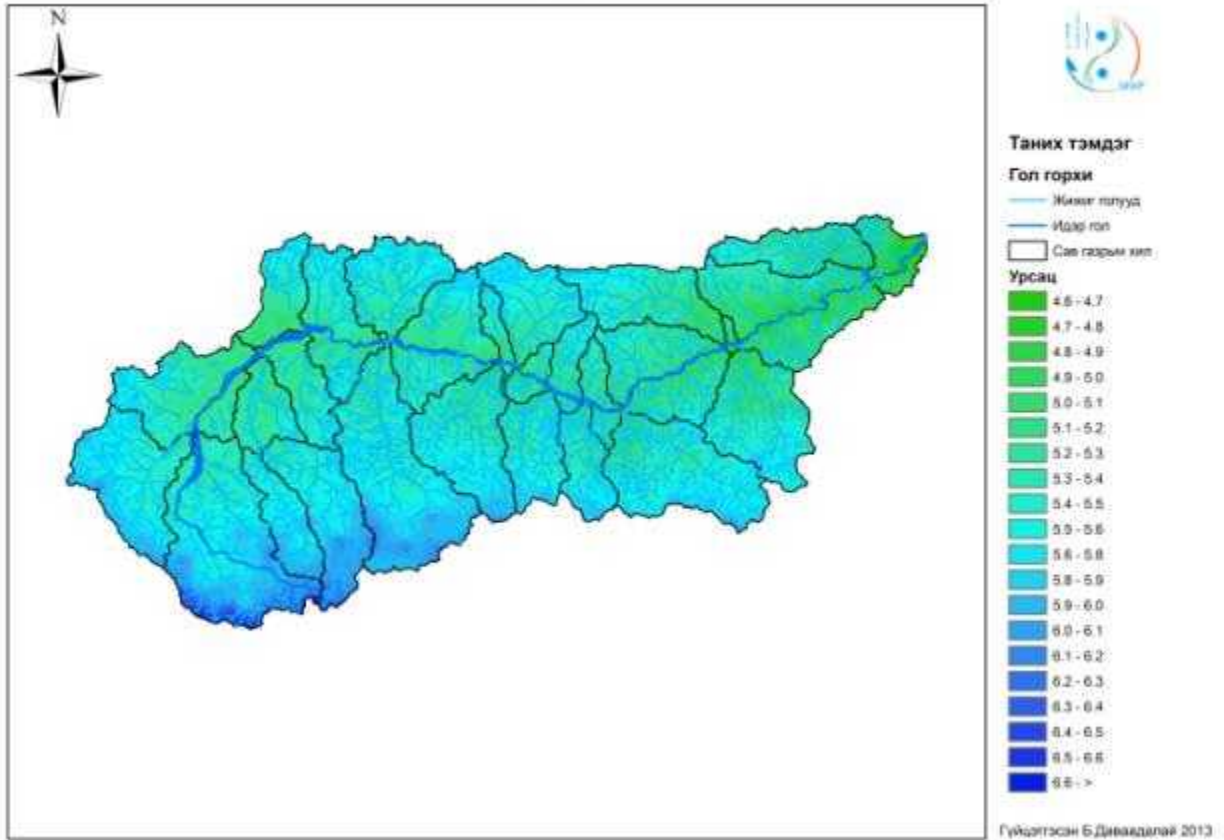 N
Таних тэмдэг
Гол горхи
Жижиг голууд
Идэр гол
Сав газрын хил
Урсац
4.6 - 4.7
4.7 - 4.8
4.8 - 4.9
4.9 - 5.0
5.0 - 5.1
5.1 - 5.2
5.2 - 5.3
5.3 - 5.4
5.4 - 5.5
5.5 - 5.6
5.6 - 5.8
5.8 - 5.9
5.9 - 6.0
6.0 - 6.1
6.1 - 6.2
6.2 - 6.3
6.3 - 6.4
6.4 - 6.5
6.5 - 6.6
6.6 - >
Гүйцэтгэсэн Б.Даваадалай 2013